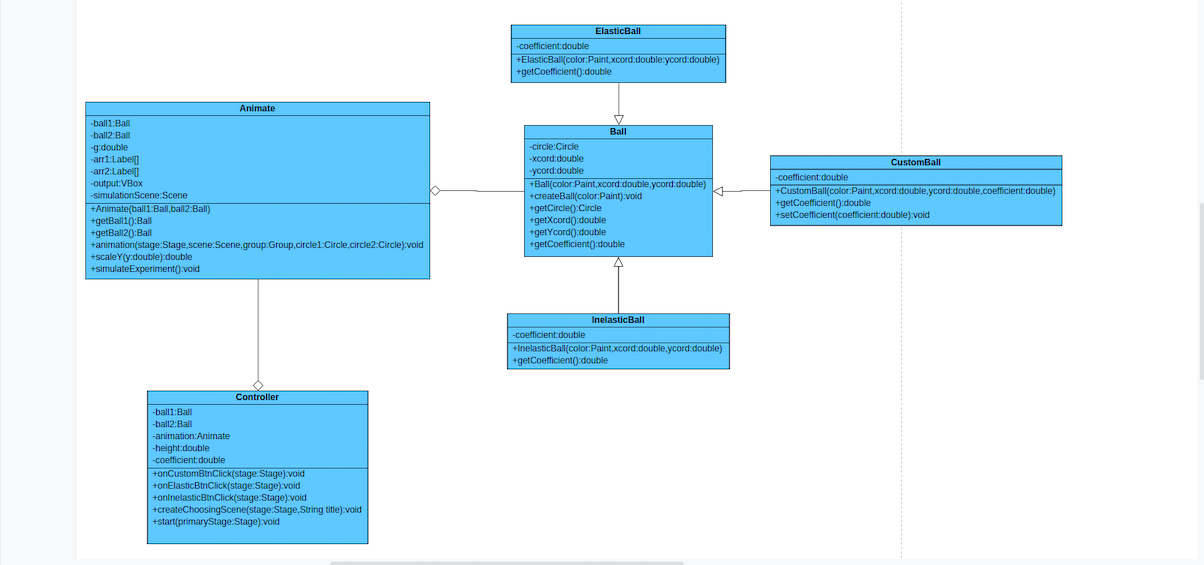 ElasticBall
-coefficient:double
+ElasticBall(color:Paint,xcord:double:ycord:double)
+getCoefficient():double
Animate
-ball1:Ball
-ball2:Ball
-g:double
-arr1:Label[]
-arr2:Label[]
-output:VBox
-simulationScene:Scene
+Animate(ball1:Ball,ball2:Ball)
+getBall1():Ball
+getBall2():Ball
+animation(stage:Stage,scene:Scene,group:Group,circle1:Circle,circle2:Circle):void
+scaleY(y:double):double
+simulateExperiment():void
Ball
-circle:Circle
-xcord:double
-ycord:double
+Ball(color:Paint,xcord:double,ycord:double)
+createBall(color:Paint):void
+getCircle():Circle
+getXcord():double
+getYcord():double
+getCoefficient():double
CustomBall
-coefficient:double
+CustomBall(color:Paint,xcord:double,ycord:double,coefficient:double)
+getCoefficient():double
+setCoefficient(coefficient:double):void
InelasticBall
-coefficient:double
+InelasticBall(color:Paint,xcord:double,ycord:double)
+getCoefficient():double
Controller
-ball1:Ball
-ball2:Ball
-animation:Animate
-height:double
-coefficient:double
+onCustomBtnClick(stage:Stage):void
+onElasticBtnClick(stage:Stage):void
+onInelasticBtnClick(stage:Stage):void
+createChoosingScene(stage:Stage,String title):void
+start(primaryStage:Stage):void